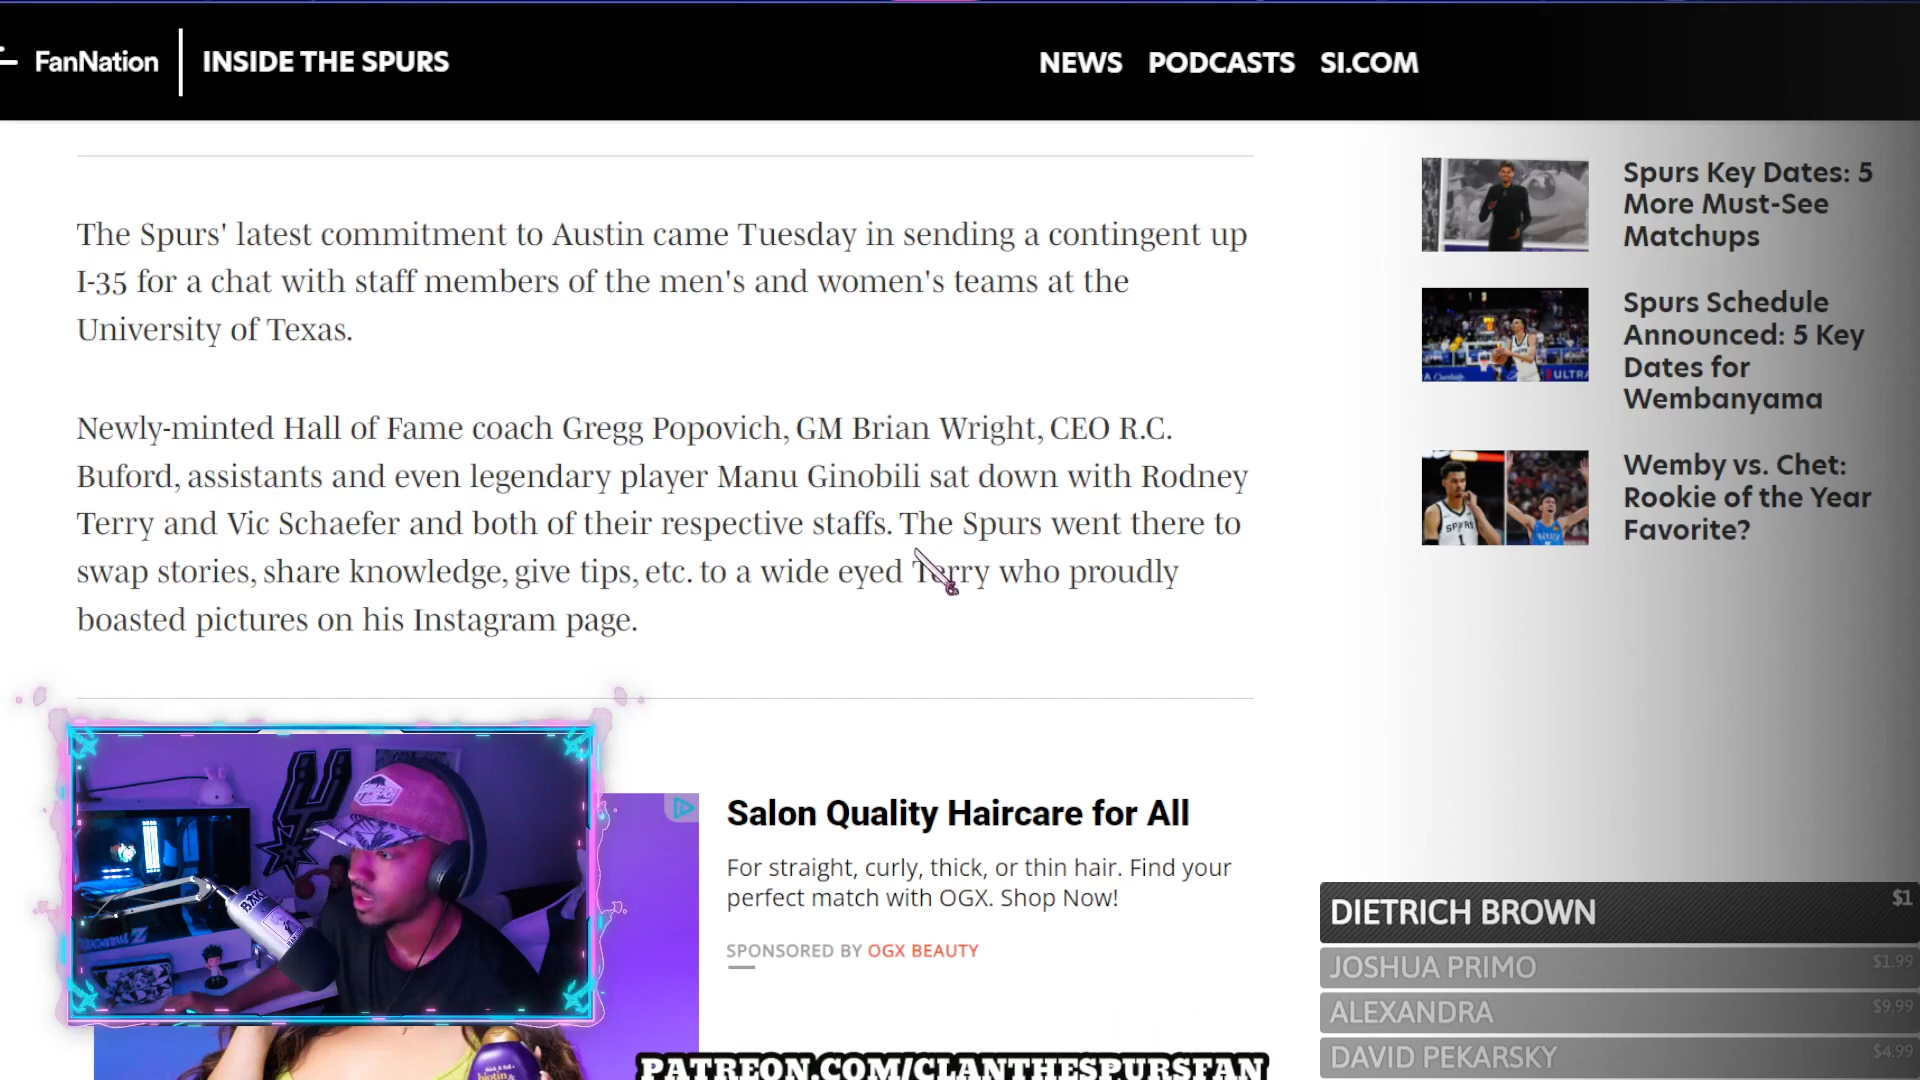 FanNation
INSIDE THE SPURS
NEWS
PODCASTS
SI.COM
The Spurs' latest commitment to Austin came Tuesday in sending a contingent up
I-35 for a chat with staff members of the men's and women's teams at the
University of Texas.
Newly-minted Hall of Fame coach Gregg Popovich, GM Brian Wright, CEO R.C.
Buford, assistants and even legendary player Manu Ginobili sat down with Rodney
Terry and Vic Schaefer and both of their respective staffs. The Spurs went there to
swap stories, share knowledge, give tips, etc. to a wide eyed Terry who proudly
boasted pictures on his Instagram page.
Spurs Key Dates: 5
More Must-See
Matchups
Spurs Schedule
Announced: 5 Key
Dates for
Wembanyama
Wemby vs. Chet:
Rookie of the Year
Favorite?
ULTRA
SPURS
1
Salon Quality Haircare for All
For straight, curly, thick, or thin hair. Find your
perfect match with OGX. Shop Now!
SPONSORED BY OGX BEAUTY
biotin &
DIETRICH BROWN $1
JOSHUA PRIMO $1.99
ALEXANDRA $9.99
DAVID PEKARSKY $4.99
PATREON.COM/CLANTHESPURSFAN